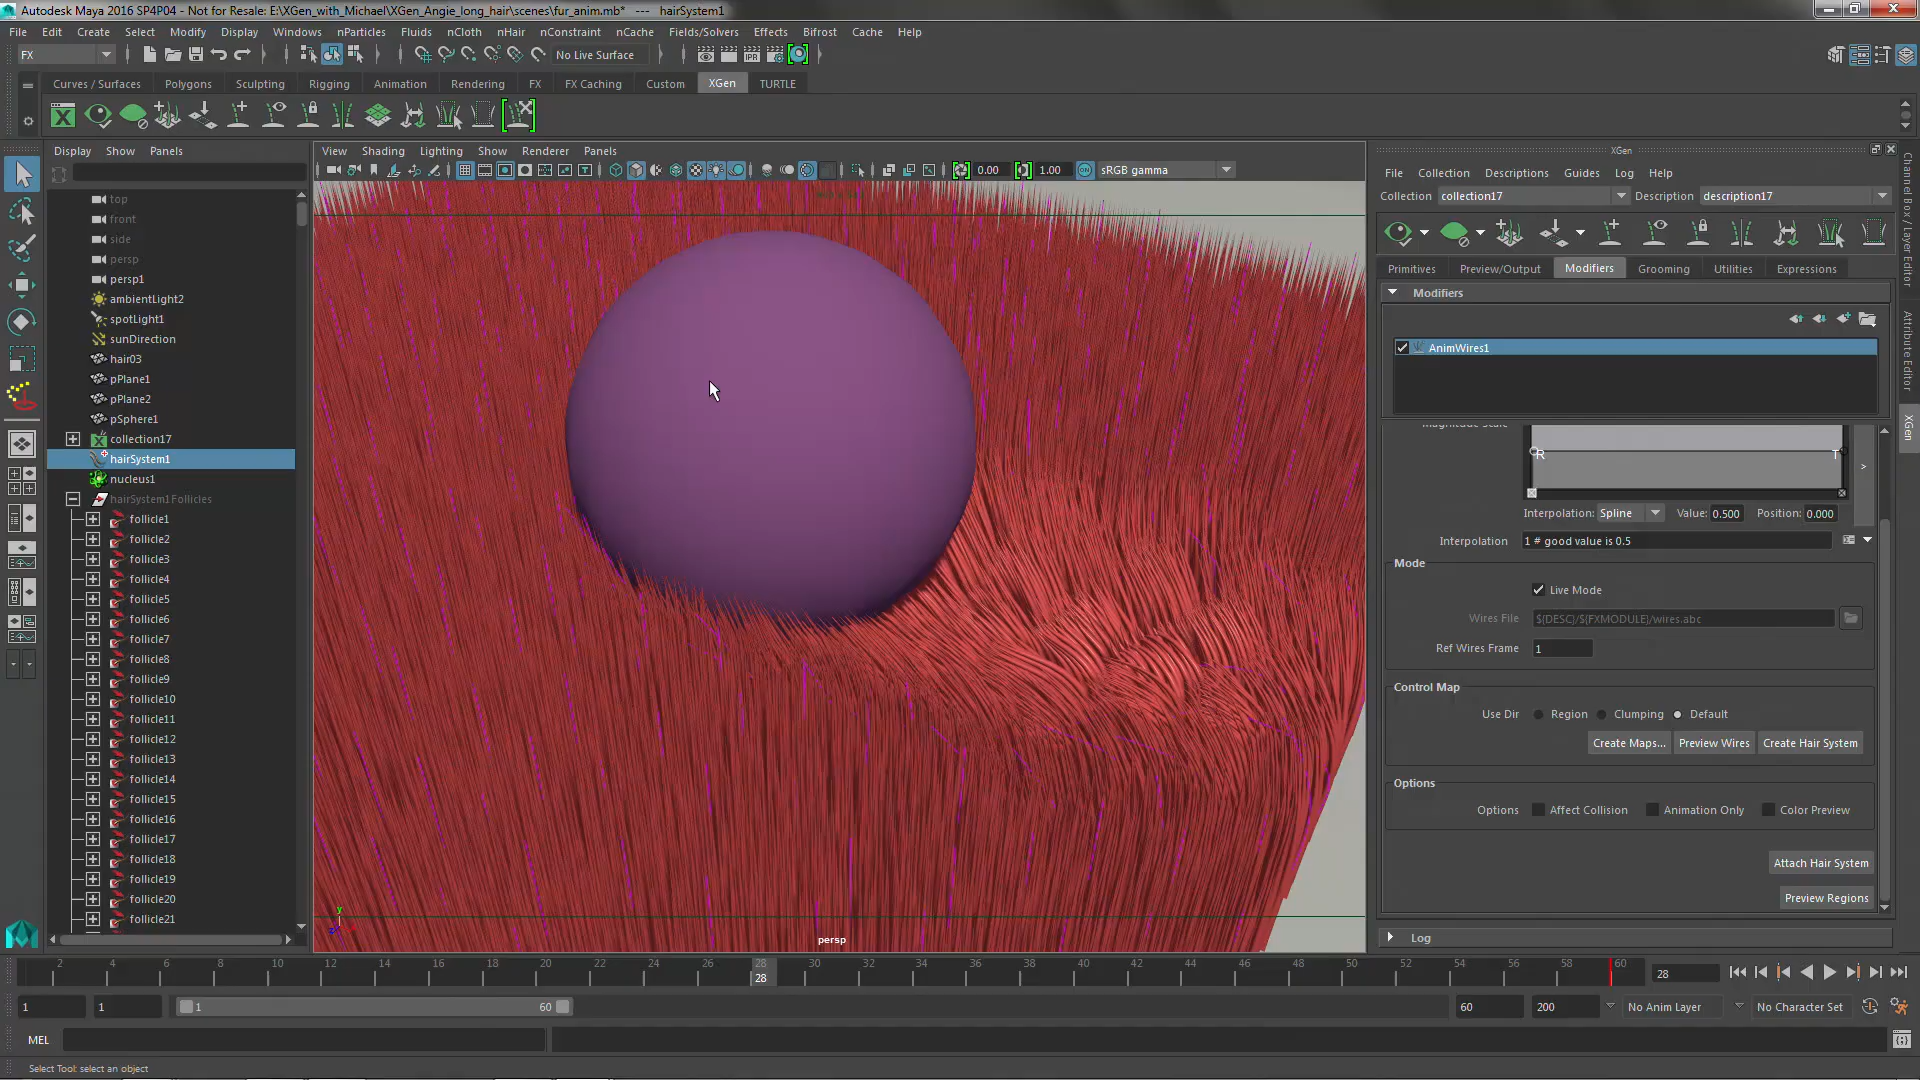 Autodesk Maya 2016 SP4P04 - Not for Resale: E:\XGen_with_Michael\XGen_Angie_long_hair\scenes\fur_anim.mb* --- hairSystem1
File Edit Create Select Modify Display Windows nParticles Fluids nCloth nHair nConstraint nCache Fields/Solvers Effects Bifrost Cache Help
FX No Live Surface
Curves / Surfaces Polygons Sculpting Rigging Animation Rendering FX FX Caching Custom XGen TURTLE
Display Show Panels
View Shading Lighting Show Renderer Panels
0.00 1.00 sRGB gamma
top
front
side
persp
persp1
ambientLight2
spotLight1
sunDirection
hair03
pPlane1
pPlane2
pSphere1
collection17
hairSystem1
nucleus1
hairSystem1Follicles
follicle1
follicle2
follicle3
follicle4
follicle5
follicle6
follicle7
follicle8
follicle9
follicle10
follicle11
follicle12
follicle13
follicle14
follicle15
follicle16
follicle17
follicle18
follicle19
follicle20
follicle21
persp
XGen
File Collection Descriptions Guides Log Help
Collection collection17 Description description17
Primitives Preview/Output Modifiers Grooming Utilities Expressions
Modifiers
AnimWires1
R T
Interpolation: Spline Value: 0.500 Position: 0.000
Interpolation 1 # good value is 0.5
Mode
Live Mode
Wires File ${DESC}/${FXMODULE}/wires.abc
Ref Wires Frame 1
Control Map
Use Dir Region Clumping Default
Create Maps... Preview Wires Create Hair System
Options
Options Affect Collision Animation Only Color Preview
Attach Hair System
Preview Regions
Log
Channel Box / Layer Editor
Attribute Editor
XGen
2 4 6 8 10 12 14 16 18 20 22 24 26 28 30 32 34 36 38 40 42 44 46 48 50 52 54 56 58 60
28 28
1 1 1 60 60 200 No Anim Layer No Character Set
MEL
Select Tool: select an object